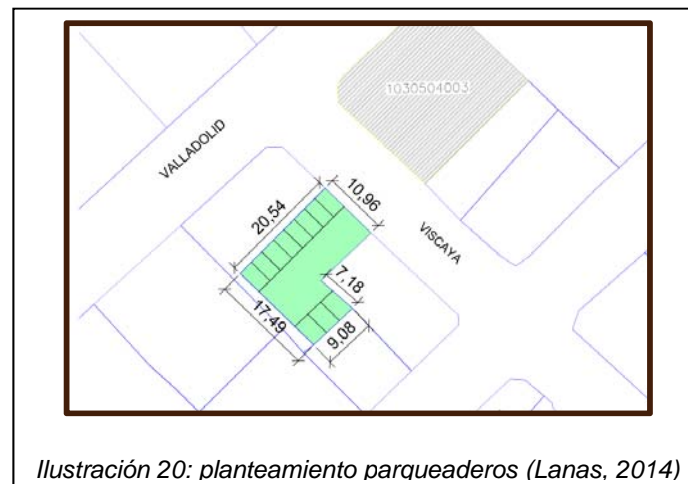 1030504003
VALLADOLID
10,96
20,54
VISCAYA
7,18
17,49
9,08
Ilustración 20: planteamiento parqueaderos (Lanas, 2014)